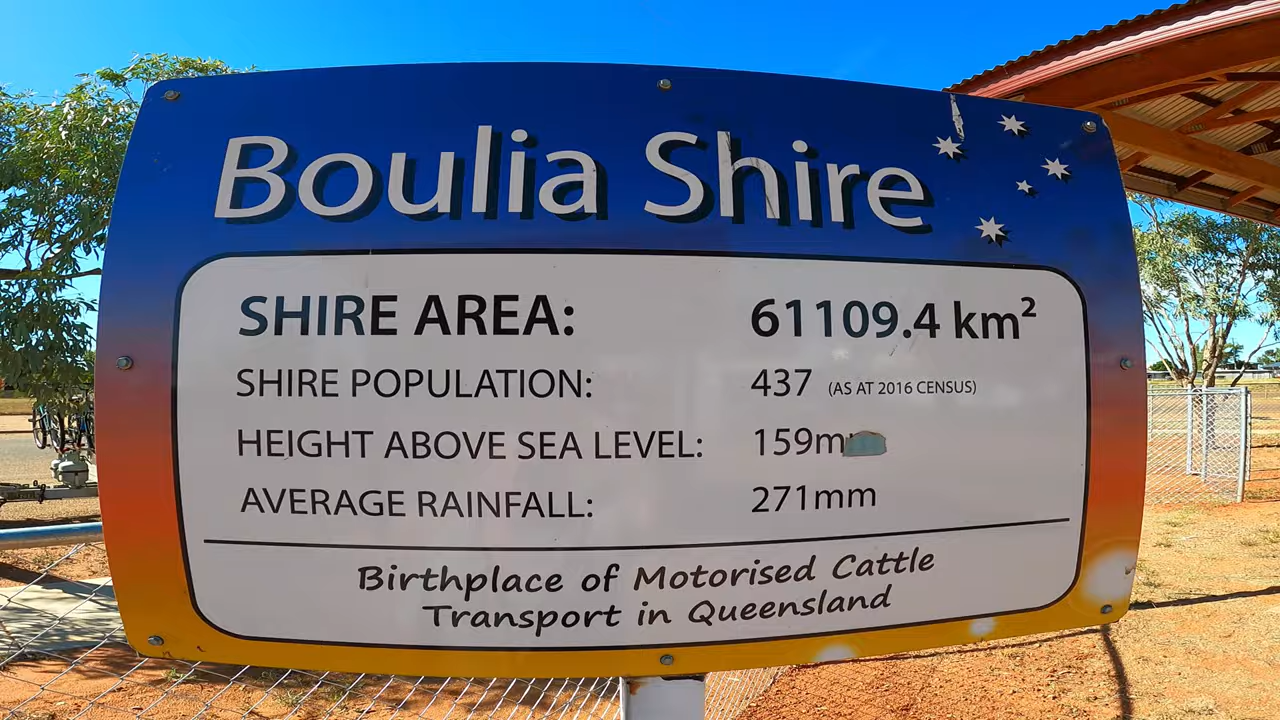 Boulia Shire
SHIRE AREA: 61109.4 km²
SHIRE POPULATION: 437 (AS AT 2016 CENSUS)
HEIGHT ABOVE SEA LEVEL: 159m
AVERAGE RAINFALL: 271mm
Birthplace of Motorised Cattle
Transport in Queensland